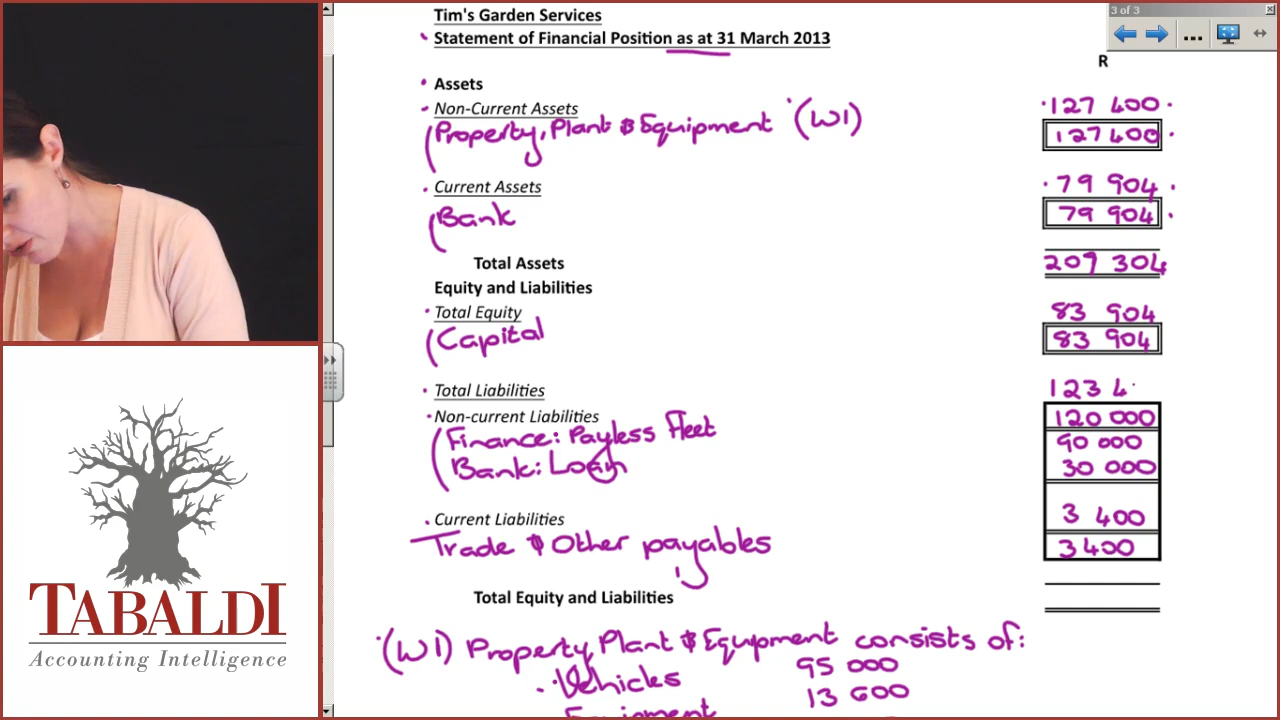 3 of 3
Tim's Garden Services
Statement of Financial Position as at 31 March 2013
R
Assets
Non-Current Assets 127 400
Property, Plant & Equipment (W1) 127 400
Current Assets 79 904
Bank 79 904
Total Assets 207 304
Equity and Liabilities
Total Equity 83 904
Capital 83 904
Total Liabilities 123 4
Non-current Liabilities 120 000
Finance: Payless Fleet 90 000
Bank: Loan 30 000
Current Liabilities 3 400
Trade & Other payables 3 400
Total Equity and Liabilities
(W1) Property Plant & Equipment consists of:
Vehicles 95 000
Equipment 13 600
TABALDI
Accounting Intelligence